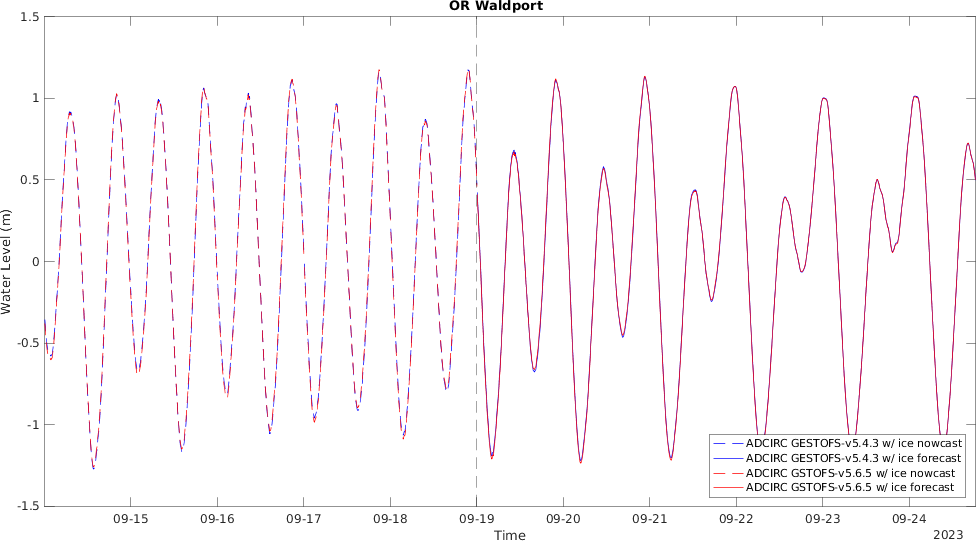 OR Waldport
1.5
1
0.5
0
-0.5
-1
-1.5
Water Level (m)
09-15 09-16 09-17 09-18 09-19 09-20 09-21 09-22 09-23 09-24
Time
2023
ADCIRC GESTOFS-v5.4.3 w/ ice nowcast
ADCIRC GESTOFS-v5.4.3 w/ ice forecast
ADCIRC GSTOFS-v5.6.5 w/ ice nowcast
ADCIRC GSTOFS-v5.6.5 w/ ice forecast